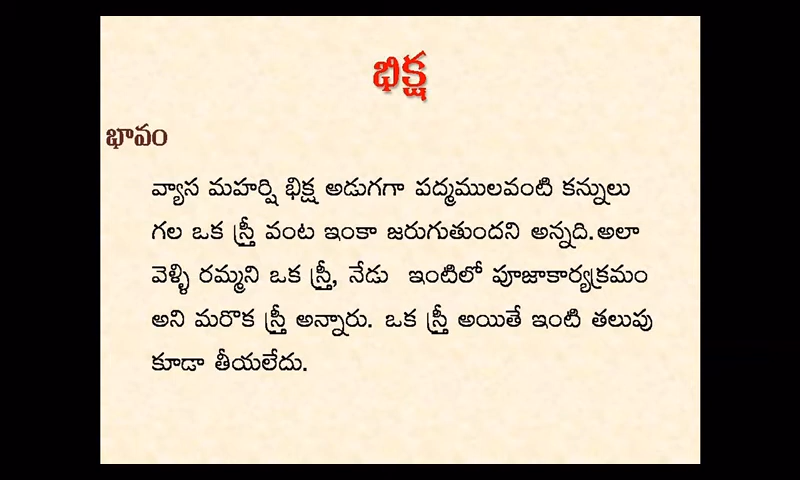 భిక్ష
భావం
వ్యాస మహర్షి భిక్ష అడుగగా పద్మములవంటి కన్నులు
గల ఒక స్త్రీ వంట ఇంకా జరుగుతుందని అన్నది.అలా
వెళ్ళి రమ్మని ఒక స్త్రీ, నేడు ఇంటిలో పూజాకార్యక్రమం
అని మరొక స్త్రీ అన్నారు. ఒక స్త్రీ అయితే ఇంటి తలుపు
కూడా తీయలేదు.